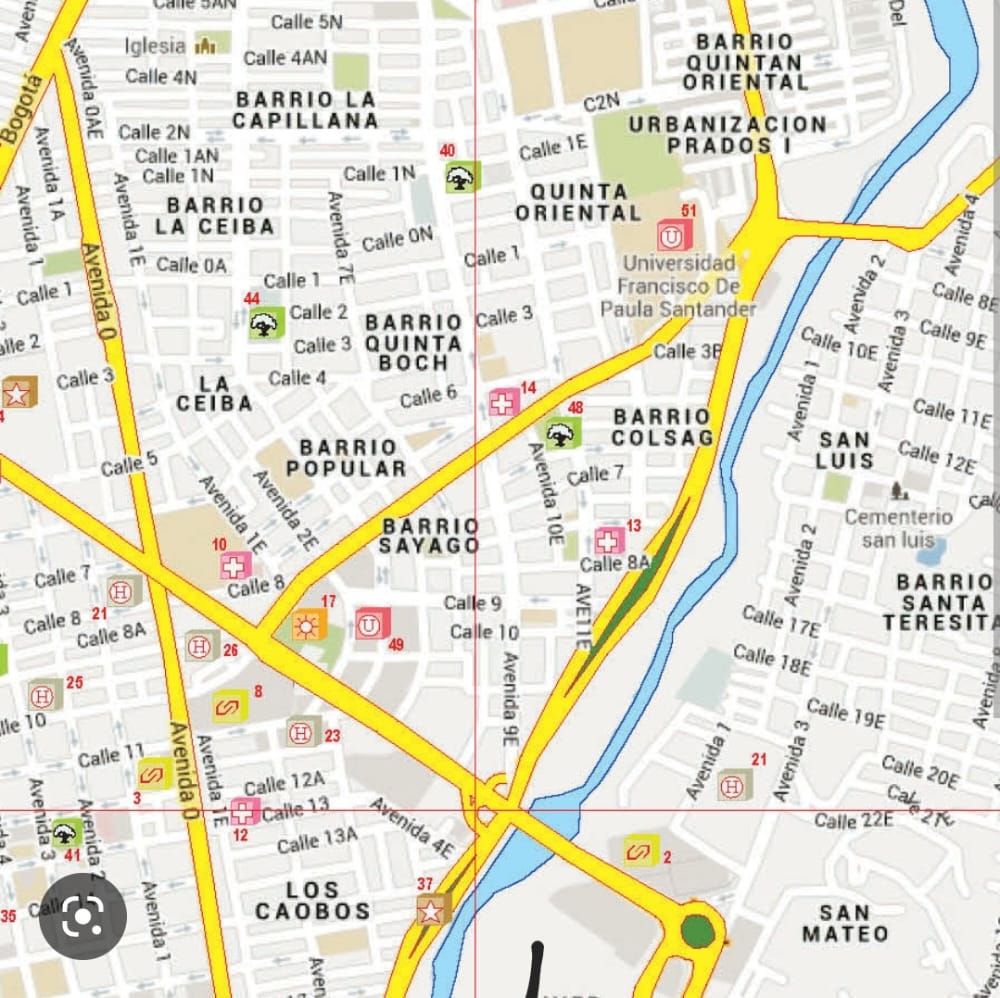 Calle 5AN
Calle 5N
Iglesia
Calle 4AN
Calle 4N
Avenida 0AE
Bogotá
BARRIO LA
CAPILLANA
Calle 2N
Calle 1AN
Calle 1N
Avenida 1A
Avenida 1
Avenida 1E
BARRIO
LA CEIBA
Calle 1N
40
Avenida 7E
Calle 0N
Calle 0A
Avenida 0
Calle 1
Calle 1
44
Calle 2
Calle 3
Calle 3
Calle 4
BARRIO
QUINTA
BOCH
LA
CEIBA
Calle 6
Calle 5
BARRIO
POPULAR
Avenida 1E
Avenida 2E
BARRIO
QUINTAN
ORIENTAL
C2N
URBANIZACION
PRADOS I
Calle 1E
QUINTA
ORIENTAL
51
Calle 1
Universidad
Francisco De
Paula Santander
Calle 3
Calle 3B
14
48
BARRIO
COLSAG
Calle 7
Avenida 10E
13
Calle 8A
Del
Avenida 4
Avenida 2
Calle 8E
Avenida 3
Calle 9E
Calle 10E
Avenida 1
Calle 11E
SAN
LUIS
Calle 12E
Cementerio
san luis
Avenida 2
BARRIO
SANTA
TERESITA
Calle 17E
Calle 18E
Calle 19E
Avenida 1
Avenida 3
21
Calle 20E
Calle 22E
BARRIO
SAYAGO
10
Calle 8
Calle 7
21
Calle 8
Calle 8A
17
49
26
25
8
23
Calle 9
Calle 10
AVE11E
Avenida 9E
Calle 11
3
Avenida 0
Avenida 1E
Calle 12A
Calle 13
12
Calle 13A
Avenida 4E
Avenida 3
Avenida 2
41
35
Avenida 1
LOS
CAOBOS
37
2
SAN
MATEO